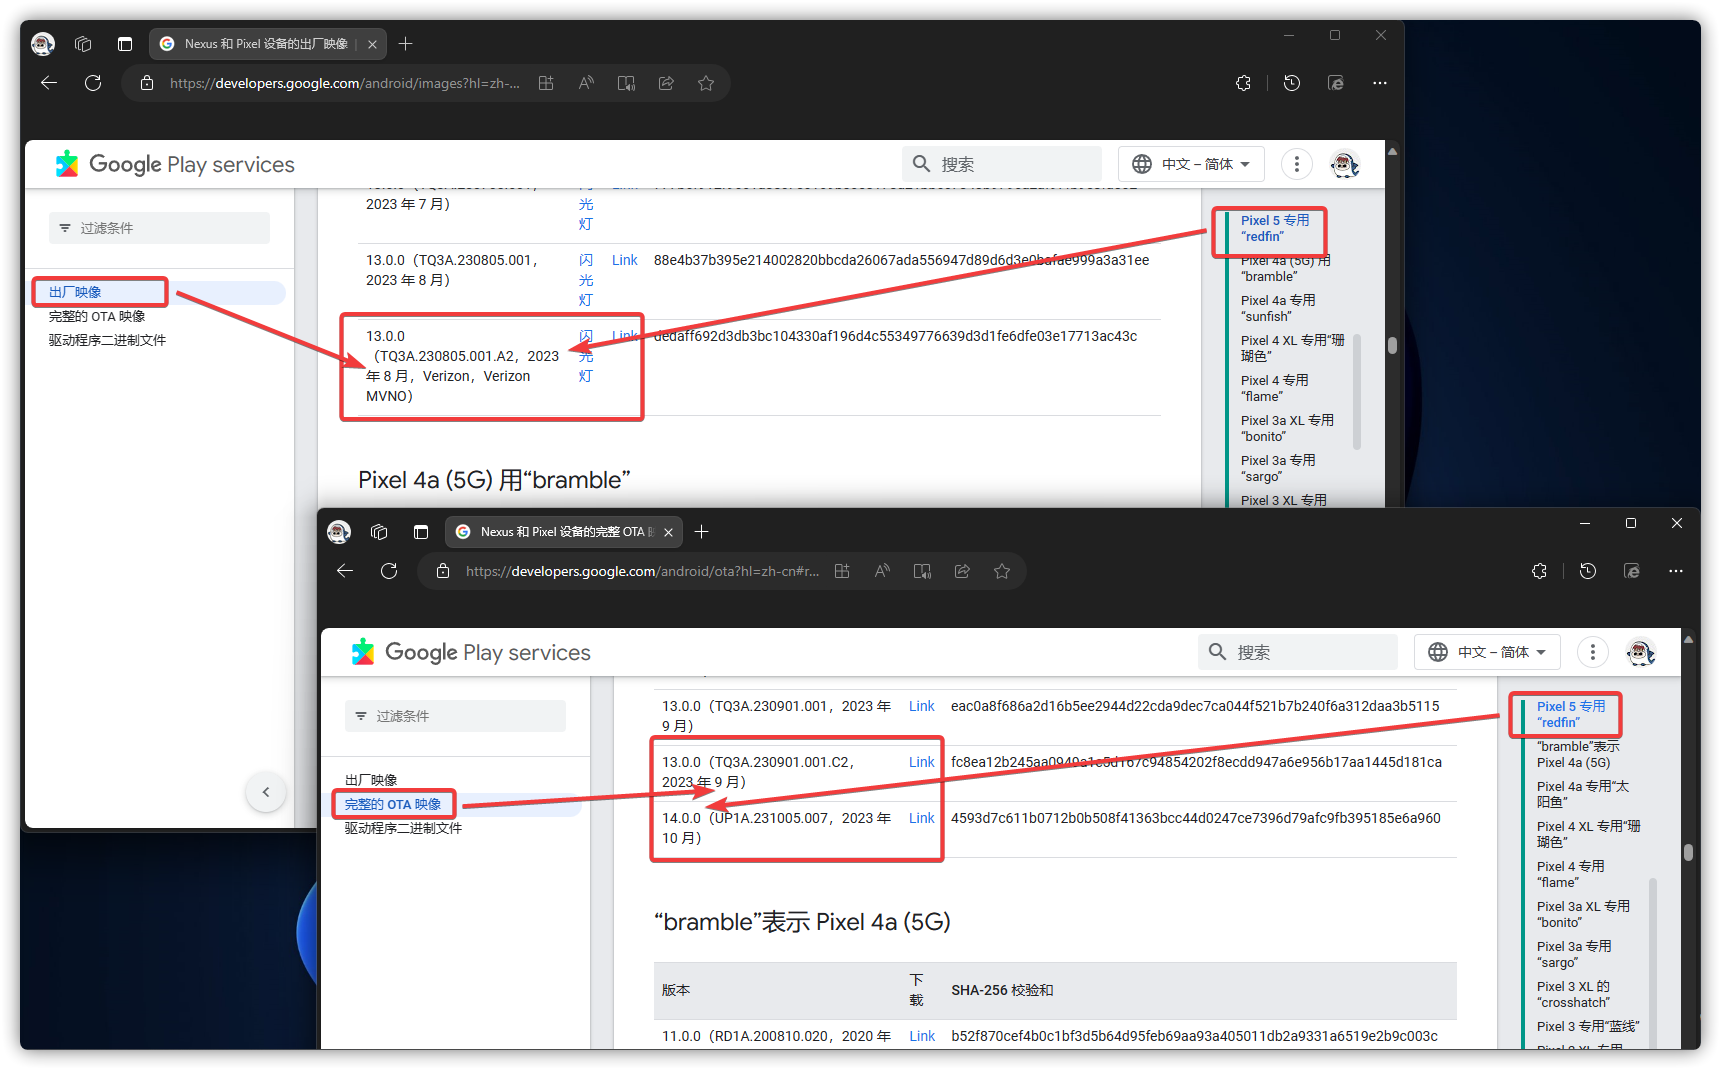 Nexus 和 Pixel 设备的出厂映像
https://developers.google.com/android/images?hl=zh-...
Google Play services
搜索
中文 – 简体
过滤条件
出厂映像
完整的 OTA 映像
驱动程序二进制文件
2023 年 7 月）
光
灯
13.0.0（TQ3A.230805.001，
2023 年 8 月）
闪
光
灯
Link
88e4b37b395e214002820bbcda26067ada556947d89d6d3e0bafae999a3a31ee
13.0.0
（TQ3A.230805.001.A2，2023
年 8 月，Verizon，Verizon
MVNO）
闪
光
灯
Link
dedaff692d3db3bc104330af196d4c55349776639d3d1fe6dfe03e17713ac43c
Pixel 4a (5G) 用“bramble”
Pixel 5 专用
“redfin”
Pixel 4a (5G) 用
“bramble”
Pixel 4a 专用
“sunfish”
Pixel 4 XL 专用“珊
瑚色”
Pixel 4 专用
“flame”
Pixel 3a XL 专用
“bonito”
Pixel 3a 专用
“sargo”
Pixel 3 XL 专用
Nexus 和 Pixel 设备的完整 OTA
https://developers.google.com/android/ota?hl=zh-cn#r...
Google Play services
搜索
中文 – 简体
过滤条件
出厂映像
完整的 OTA 映像
驱动程序二进制文件
13.0.0（TQ3A.230901.001，2023 年
9 月）
Link
eac0a8f686a2d16b5ee2944d22cda9dec7ca044f521b7b240f6a312daa3b5115
13.0.0（TQ3A.230901.001.C2，
2023 年 9 月）
Link
14.0.0（UP1A.231005.007，2023 年
10 月）
Link
4593d7c611b0712b0b508f41363bcc44d0247ce7396d79afc9fb395185e6a960
“bramble”表示 Pixel 4a (5G)
版本
下
载
SHA-256 校验和
11.0.0（RD1A.200810.020，2020 年
Link
b52f870cef4b0c1bf3d5b64d95feb69aa93a405011db2a9331a6519e2b9c003c
Pixel 5 专用
“redfin”
“bramble”表示
Pixel 4a (5G)
Pixel 4a 专用“太
阳鱼”
Pixel 4 XL 专用“珊
瑚色”
Pixel 4 专用
“flame”
Pixel 3a XL 专用
“bonito”
Pixel 3a 专用
“sargo”
Pixel 3 XL 的
“crosshatch”
Pixel 3 专用“蓝线”